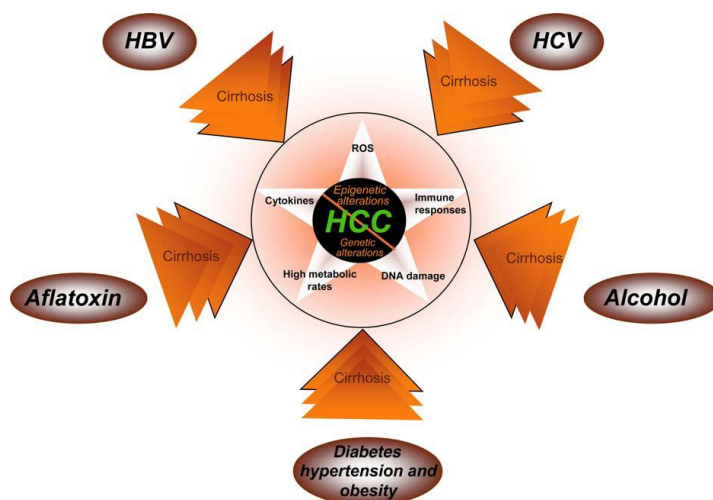 HBV
HCV
Cirrhosis
Cirrhosis
ROS
Cytokines
Epigenetic
alterations
Immune
responses
HCC
Genetic
alterations
High metabolic
rates
DNA damage
Cirrhosis
Cirrhosis
Aflatoxin
Alcohol
Cirrhosis
Diabetes
hypertension and
obesity